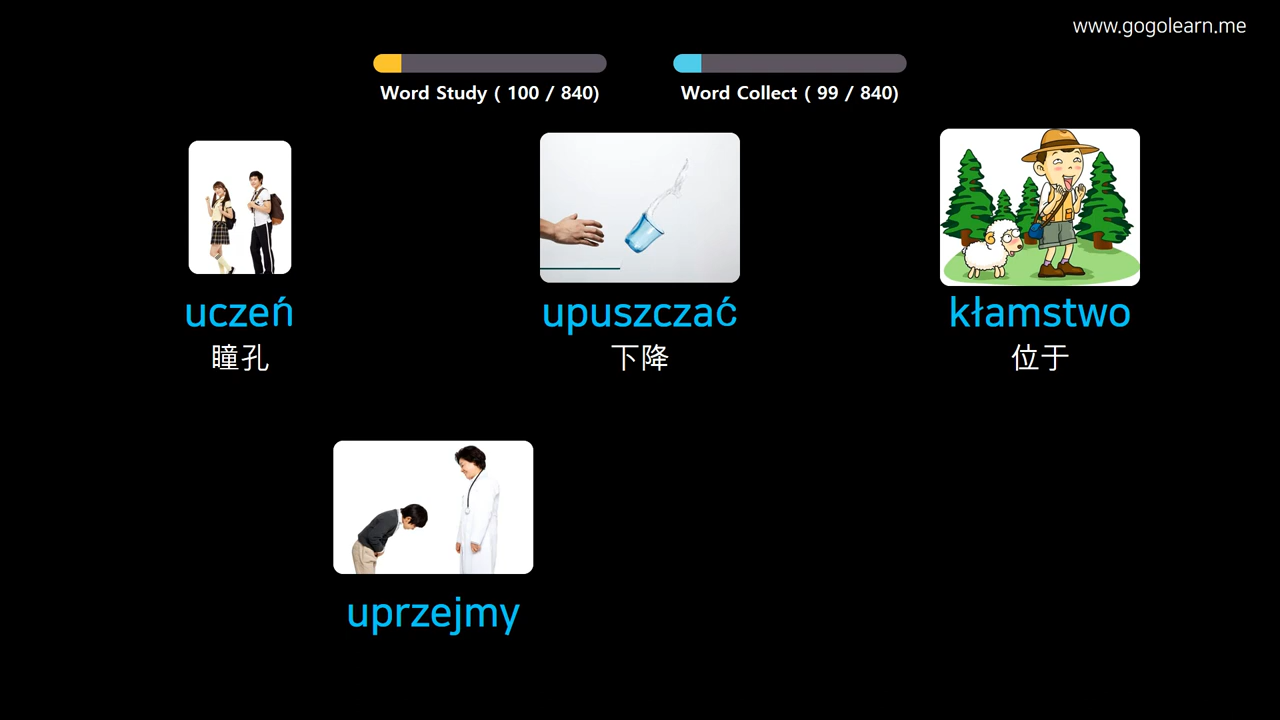 www.gogolearn.me
Word Study ( 100 / 840)
Word Collect ( 99 / 840)
uczeń
瞳孔
upuszczać
下降
kłamstwo
位于
uprzejmy